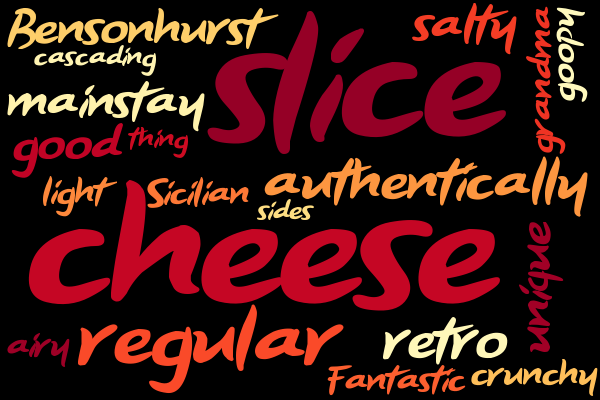 Bensonhurst
salty
grandma
goopy
cascading
slice
mainstay
good
thing
light
Sicilian
authentically
sides
cheese
unique
airy
regular
retro
Fantastic
crunchy